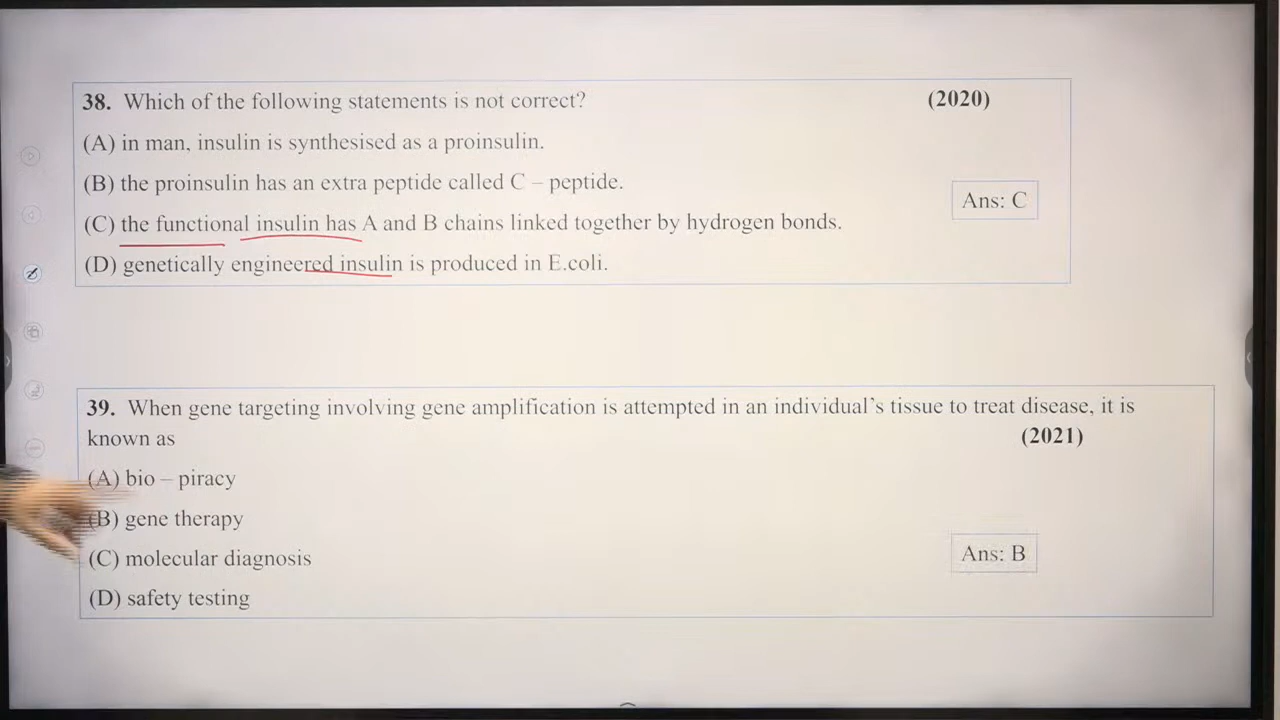 38. Which of the following statements is not correct? (2020)
(A) in man, insulin is synthesised as a proinsulin.
(B) the proinsulin has an extra peptide called C – peptide.
Ans: C
(C) the functional insulin has A and B chains linked together by hydrogen bonds.
(D) genetically engineered insulin is produced in E.coli.
39. When gene targeting involving gene amplification is attempted in an individual's tissue to treat disease, it is
known as (2021)
(A) bio – piracy
(B) gene therapy
(C) molecular diagnosis
Ans: B
(D) safety testing